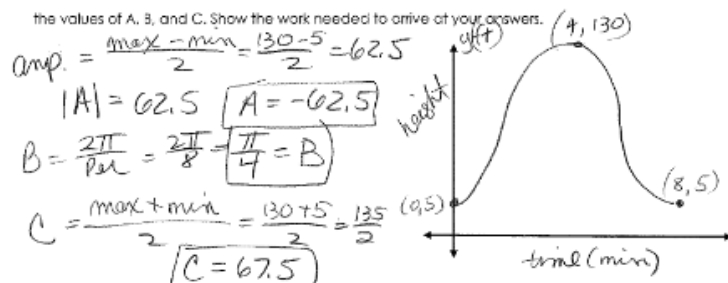 the values of A, B, and C. Show the work needed to arrive at your answers.
amp. = max - min / 2 = 130-5 / 2 = 62.5
|A| = 62.5 A = -62.5
B = 2π / Per = 2π / 8 = π / 4 = B
C = max + min / 2 = 130+5 / 2 = 135 / 2
C = 67.5
y(ft)
(4, 130)
height
(0,5)
(8,5)
time (min)